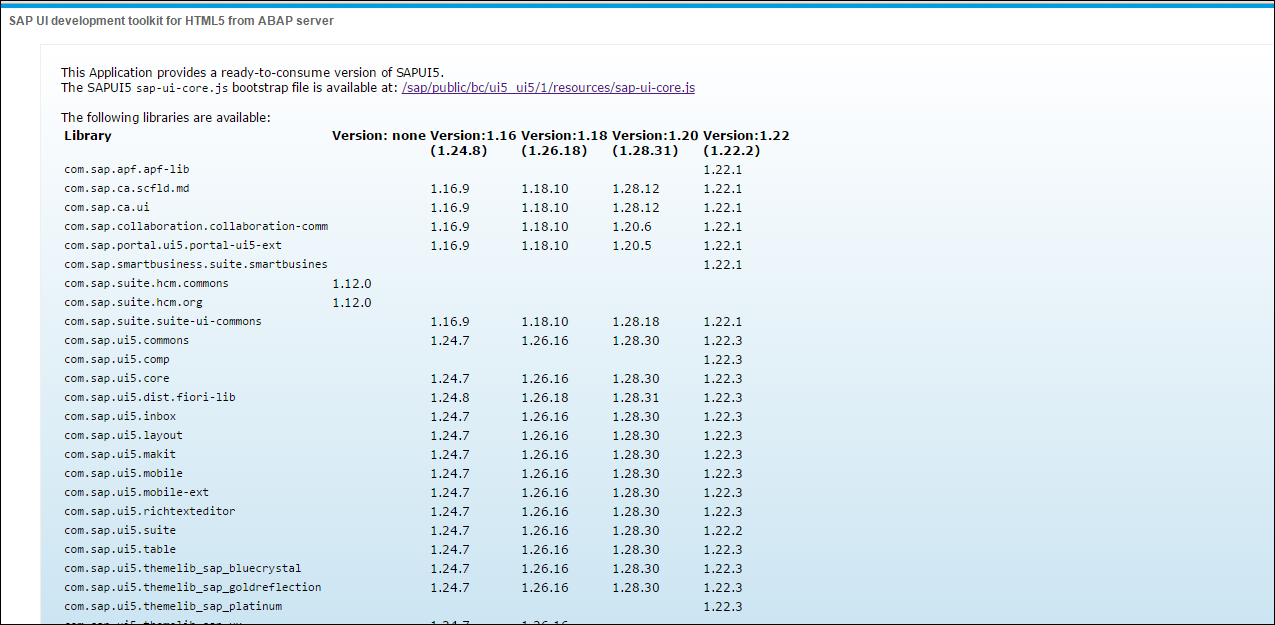 SAP UI development toolkit for HTML5 from ABAP server
This Application provides a ready-to-consume version of SAPUI5.
The SAPUI5 sap-ui-core.js bootstrap file is available at: /sap/public/bc/ui5_ui5/1/resources/sap-ui-core.js
The following libraries are available:
Library Version: none Version:1.16 Version:1.18 Version:1.20 Version:1.22
(1.24.8) (1.26.18) (1.28.31) (1.22.2)
com.sap.apf.apf-lib 1.22.1
com.sap.ca.scfld.md 1.16.9 1.18.10 1.28.12 1.22.1
com.sap.ca.ui 1.16.9 1.18.10 1.28.12 1.22.1
com.sap.collaboration.collaboration-comm 1.16.9 1.18.10 1.20.6 1.22.1
com.sap.portal.ui5.portal-ui5-ext 1.16.9 1.18.10 1.20.5 1.22.1
com.sap.smartbusiness.suite.smartbusines 1.22.1
com.sap.suite.hcm.commons 1.12.0
com.sap.suite.hcm.org 1.12.0
com.sap.suite.suite-ui-commons 1.16.9 1.18.10 1.28.18 1.22.1
com.sap.ui5.commons 1.24.7 1.26.16 1.28.30 1.22.3
com.sap.ui5.comp 1.22.3
com.sap.ui5.core 1.24.7 1.26.16 1.28.30 1.22.3
com.sap.ui5.dist.fiori-lib 1.24.8 1.26.18 1.28.31 1.22.3
com.sap.ui5.inbox 1.24.7 1.26.16 1.28.30 1.22.3
com.sap.ui5.layout 1.24.7 1.26.16 1.28.30 1.22.3
com.sap.ui5.makit 1.24.7 1.26.16 1.28.30 1.22.3
com.sap.ui5.mobile 1.24.7 1.26.16 1.28.30 1.22.3
com.sap.ui5.mobile-ext 1.24.7 1.26.16 1.28.30 1.22.3
com.sap.ui5.richtexteditor 1.24.7 1.26.16 1.28.30 1.22.3
com.sap.ui5.suite 1.24.7 1.26.16 1.28.30 1.22.2
com.sap.ui5.table 1.24.7 1.26.16 1.28.30 1.22.3
com.sap.ui5.themelib_sap_bluecrystal 1.24.7 1.26.16 1.28.30 1.22.3
com.sap.ui5.themelib_sap_goldreflection 1.24.7 1.26.16 1.28.30 1.22.3
com.sap.ui5.themelib_sap_platinum 1.22.3